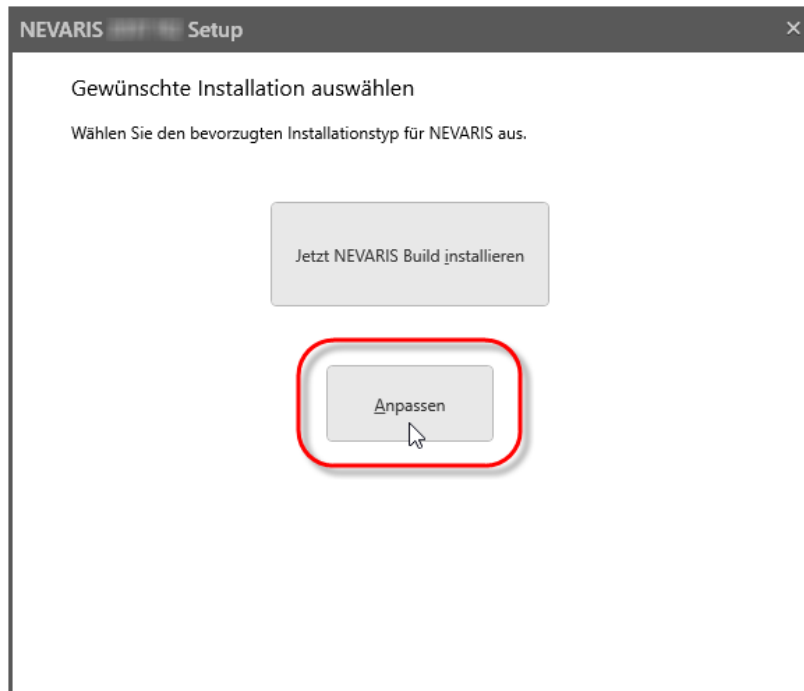 NEVARIS Setup
Gewünschte Installation auswählen
Wählen Sie den bevorzugten Installationstyp für NEVARIS aus.
Jetzt NEVARIS Build installieren
Anpassen